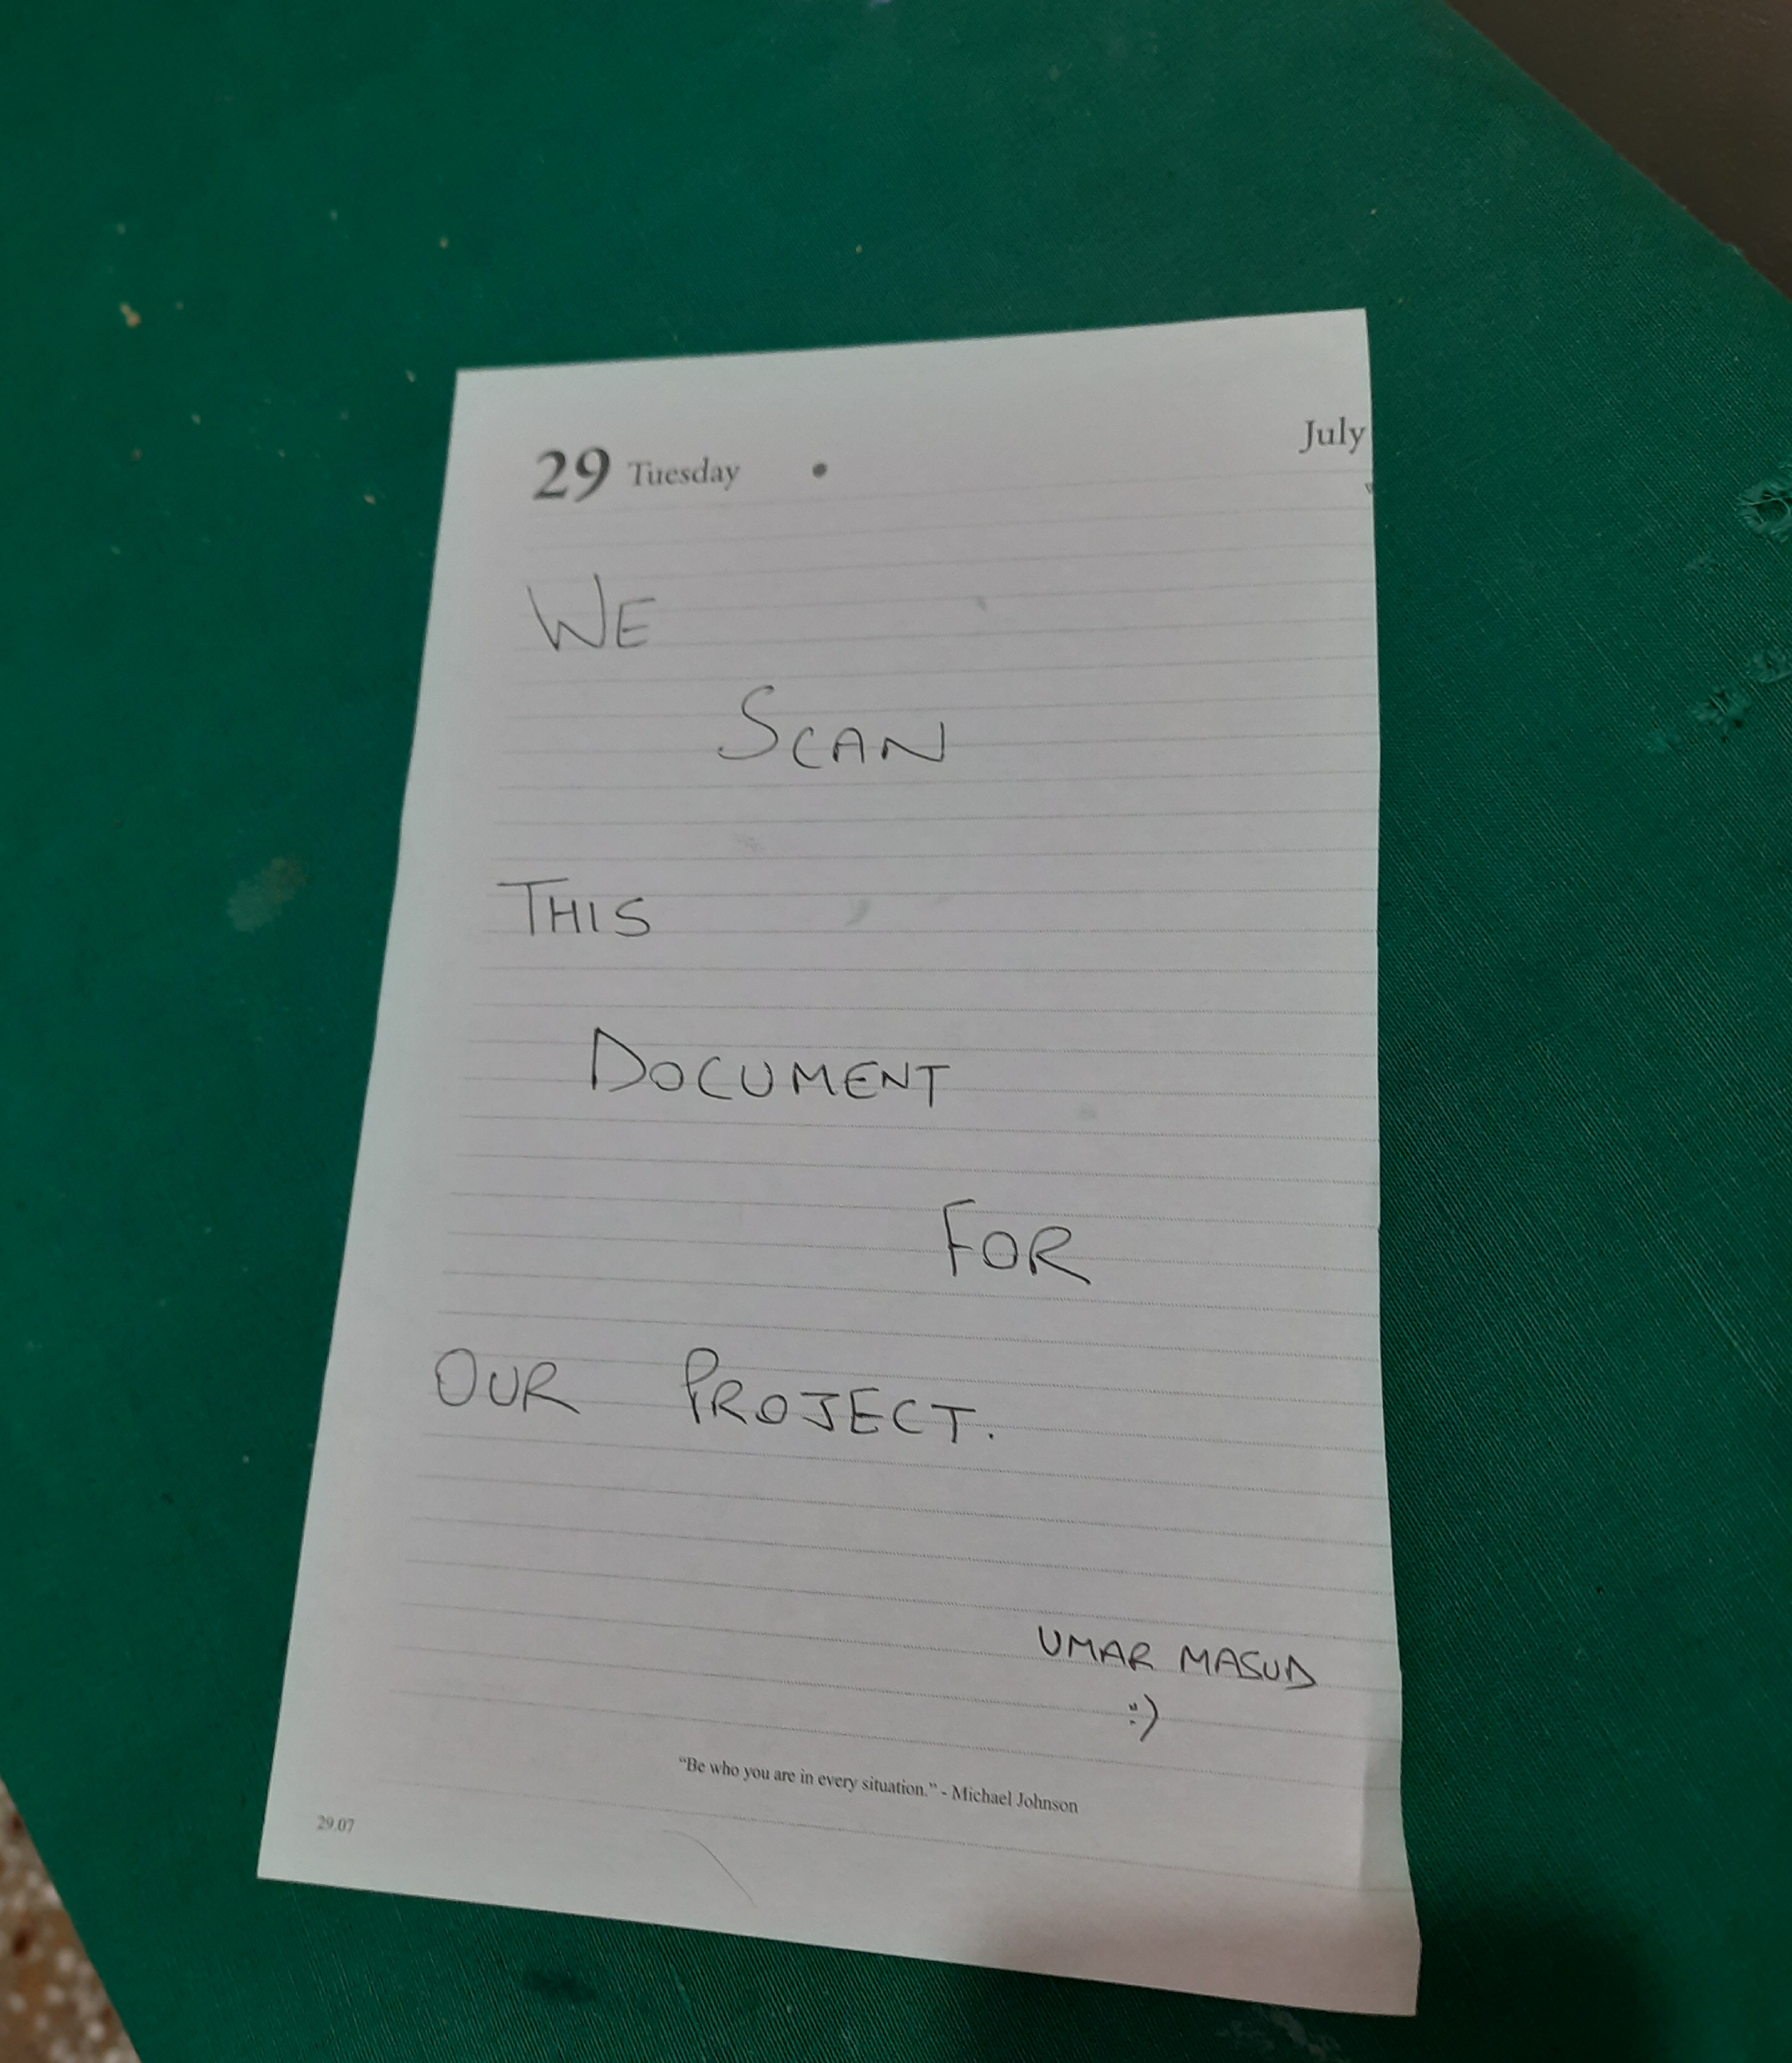 29 Tuesday • July
WE
SCAN
THIS
DOCUMENT
FOR
OUR PROJECT.
UMAR MASUD
:)
“Be who you are in every situation.” - Michael Johnson
29.07